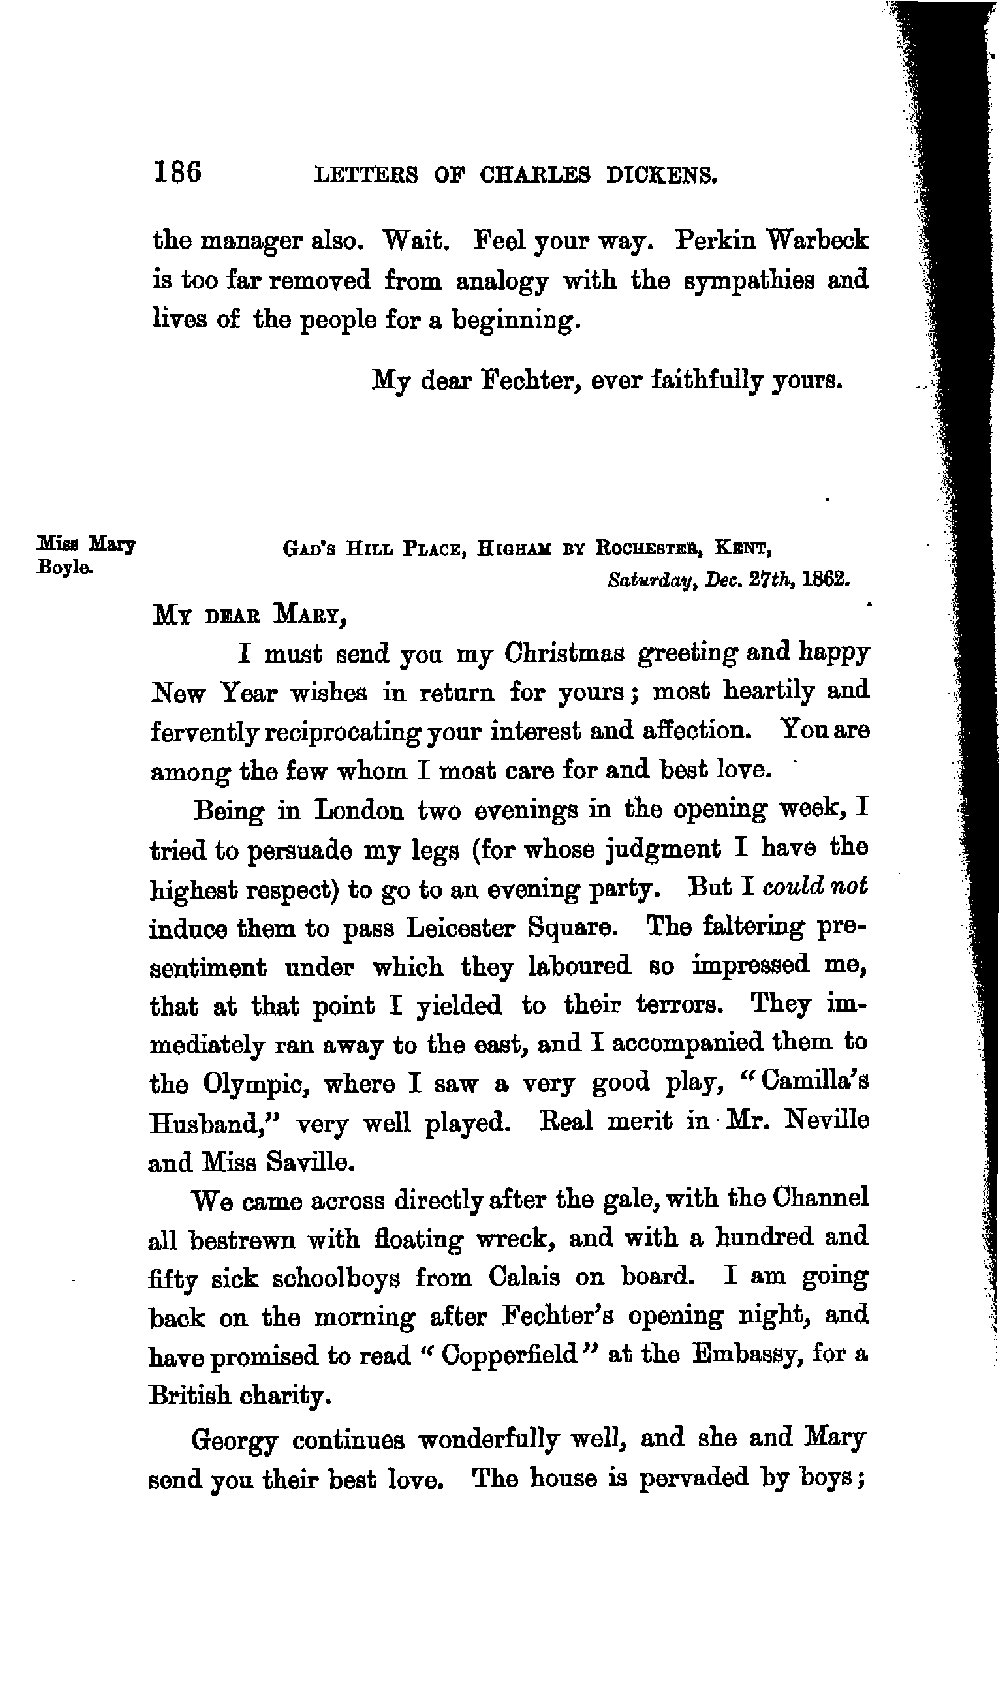 186 LETTERS OF CHARLES DICKENS.
the manager also. Wait. Feel your way. Perkin Warbeck
is too far removed from analogy with the sympathies and
lives of the people for a beginning.
My dear Fechter, ever faithfully yours.
Miss Mary
Boyle.
GAD'S HILL PLACE, HIGHAM BY ROCHESTER, KENT,
Saturday, Dec. 27th, 1862.
MY DEAR MARY,
I must send you my Christmas greeting and happy
New Year wishes in return for yours; most heartily and
fervently reciprocating your interest and affection. You are
among the few whom I most care for and best love.
Being in London two evenings in the opening week, I
tried to persuade my legs (for whose judgment I have the
highest respect) to go to an evening party. But I could not
induce them to pass Leicester Square. The faltering pre-
sentiment under which they laboured so impressed me,
that at that point I yielded to their terrors. They im-
mediately ran away to the east, and I accompanied them to
the Olympic, where I saw a very good play, "Camilla's
Husband," very well played. Real merit in Mr. Neville
and Miss Saville.
We came across directly after the gale, with the Channel
all bestrewn with floating wreck, and with a hundred and
fifty sick schoolboys from Calais on board. I am going
back on the morning after Fechter's opening night, and
have promised to read "Copperfield" at the Embassy, for a
British charity.
Georgy continues wonderfully well, and she and Mary
send you their best love. The house is pervaded by boys;